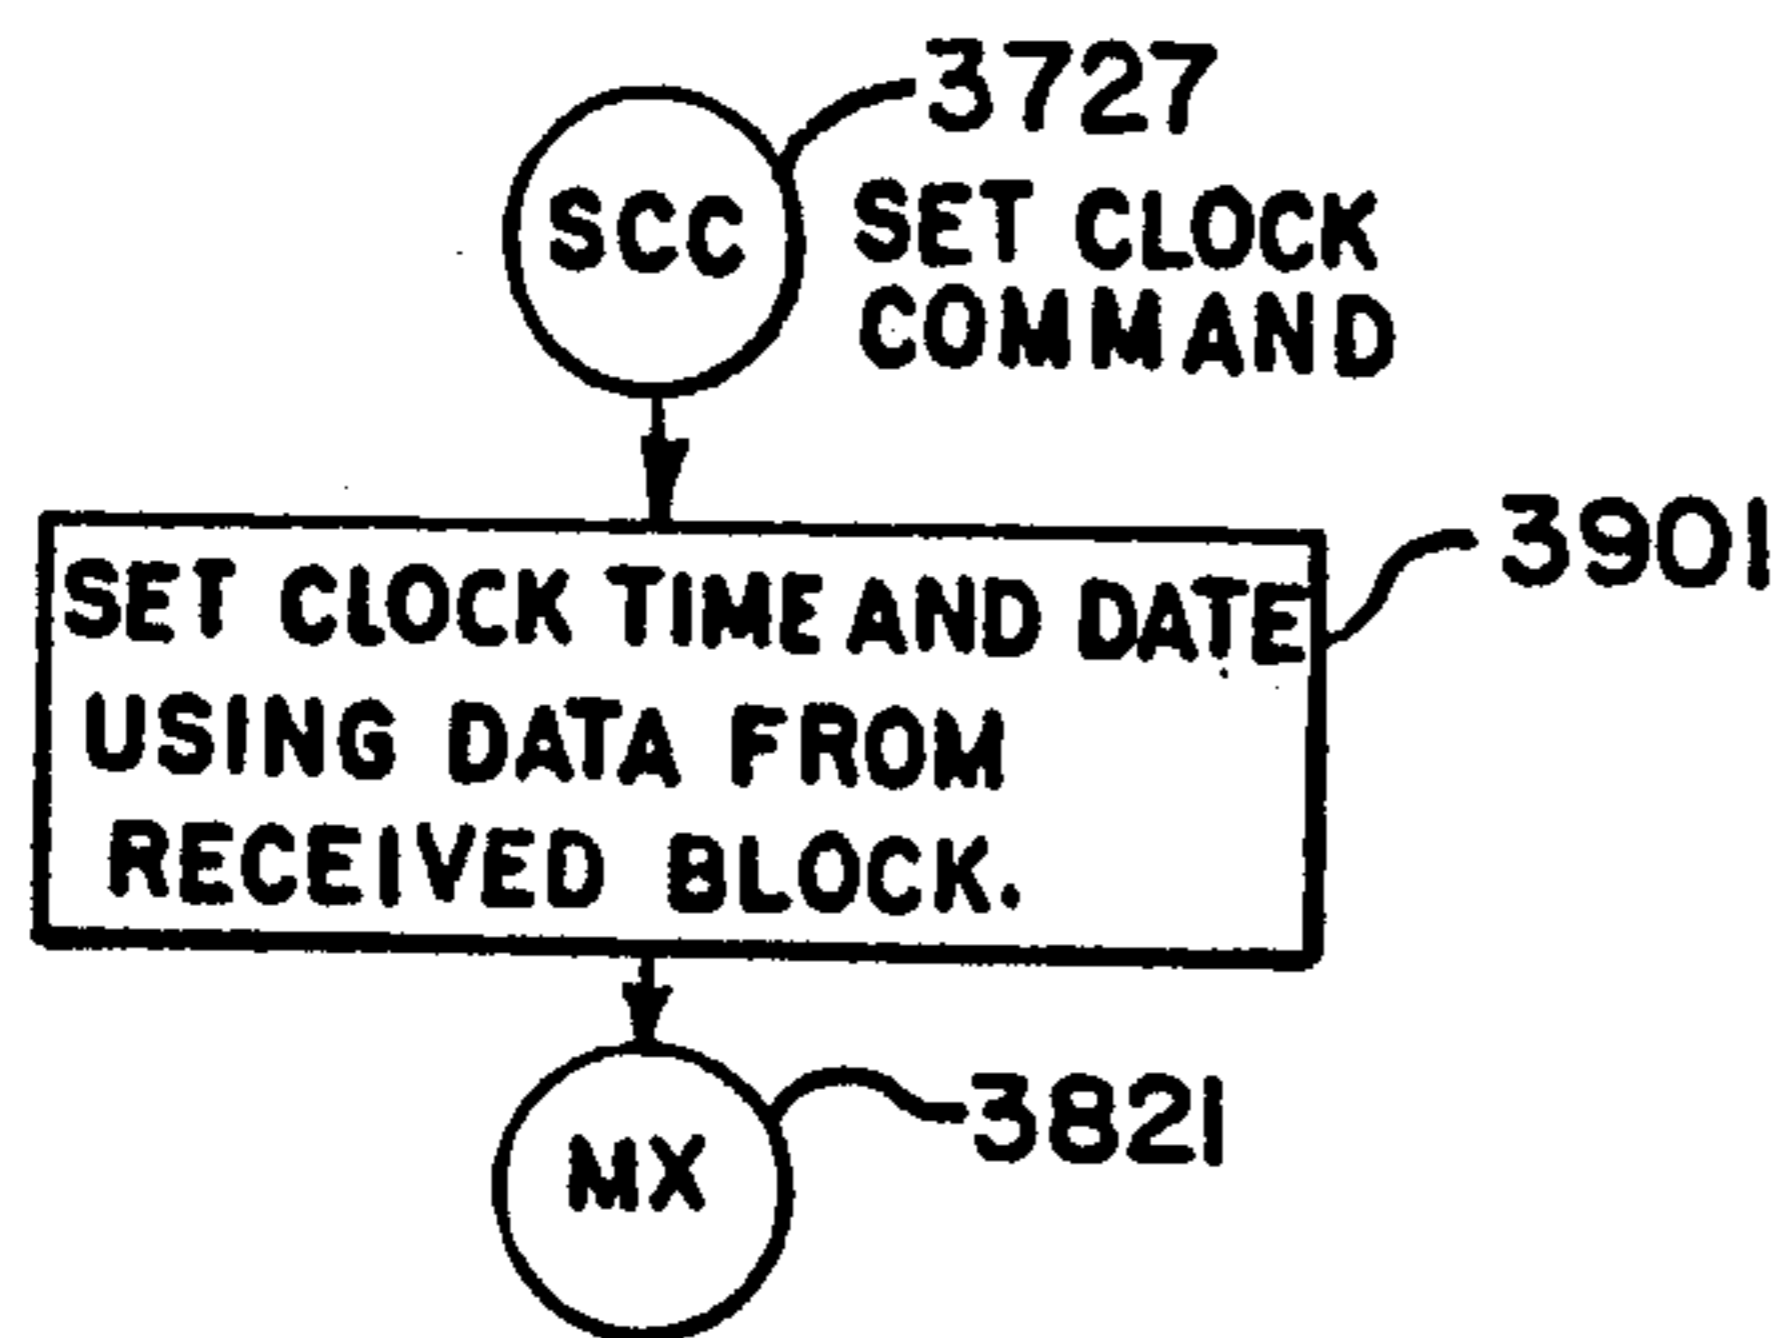 3727
SCC
SET CLOCK
COMMAND
3901
SET CLOCK TIME AND DATE
USING DATA FROM
RECEIVED BLOCK.
3821
MX